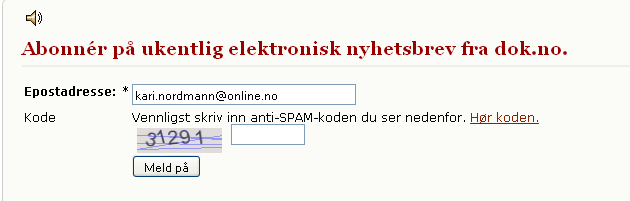 Abonnér på ukentlig elektronisk nyhetsbrev fra dok.no.
Epostadresse: * kari.nordmann@online.no
Kode Vennligst skriv inn anti-SPAM-koden du ser nedenfor. Hør koden.
31291
Meld på